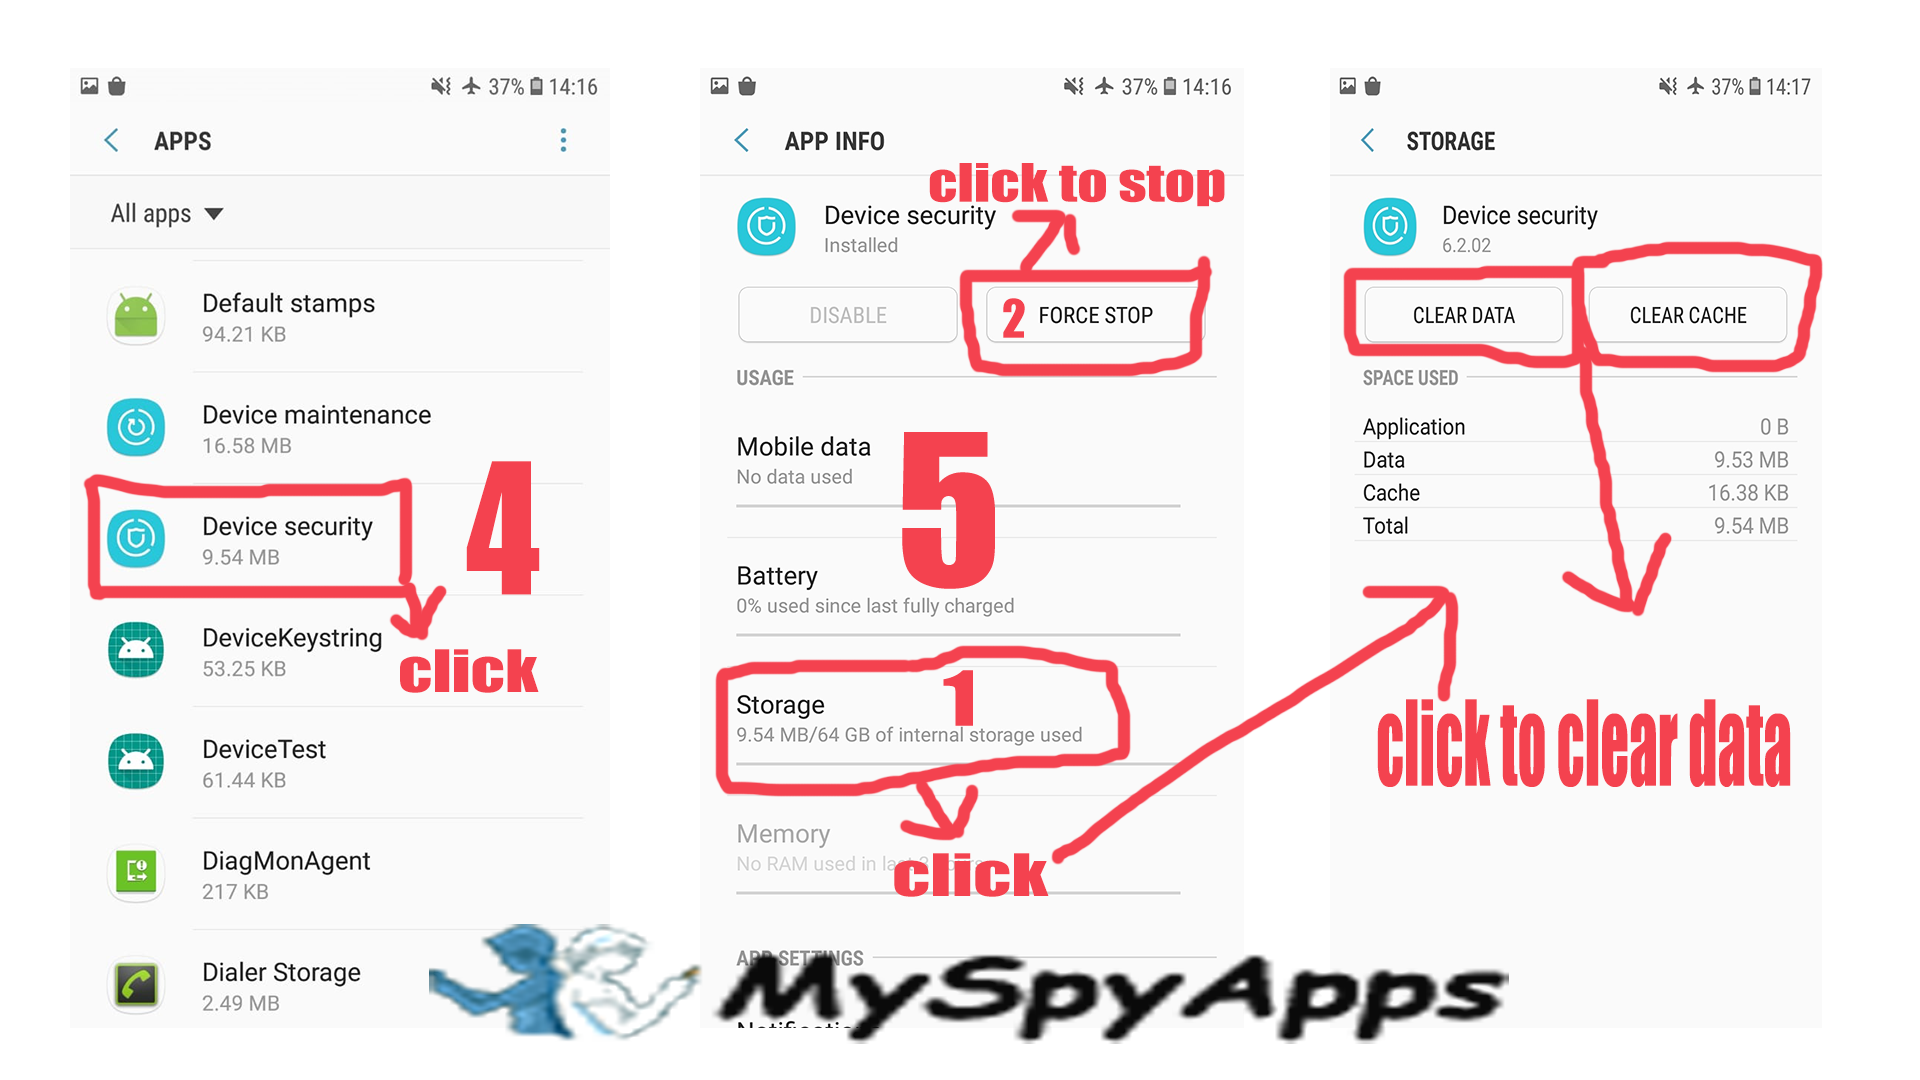 37% 14:16
APPS
All apps
Default stamps
94.21 KB
Device maintenance
16.58 MB
4
Device security
9.54 MB
DeviceKeystring
53.25 KB
click
DeviceTest
61.44 KB
DiagMonAgent
217 KB
Dialer Storage
2.49 MB
37% 14:16
APP INFO
click to stop
Device security
Installed
DISABLE
2 FORCE STOP
USAGE
Mobile data
No data used
5
Battery
0% used since last fully charged
1
Storage
9.54 MB/64 GB of internal storage used
Memory
No RAM used in last 3 hours
click
APP SETTINGS
MySpyApps
37% 14:17
STORAGE
Device security
6.2.02
CLEAR DATA
CLEAR CACHE
SPACE USED
Application 0 B
Data 9.53 MB
Cache 16.38 KB
Total 9.54 MB
click to clear data